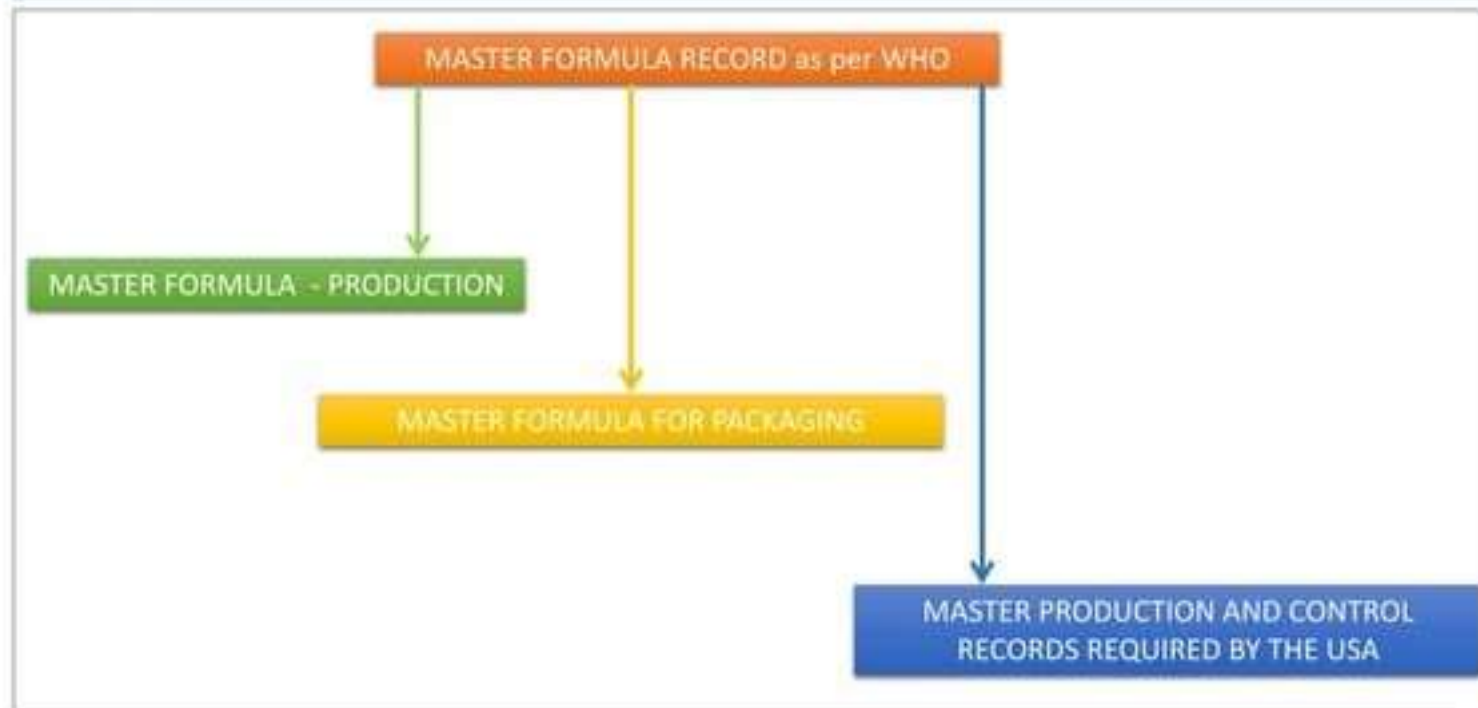 MASTER FORMULA RECORD as per WHO
MASTER FORMULA - PRODUCTION
MASTER FORMULA FOR PACKAGING
MASTER PRODUCTION AND CONTROL
RECORDS REQUIRED BY THE USA